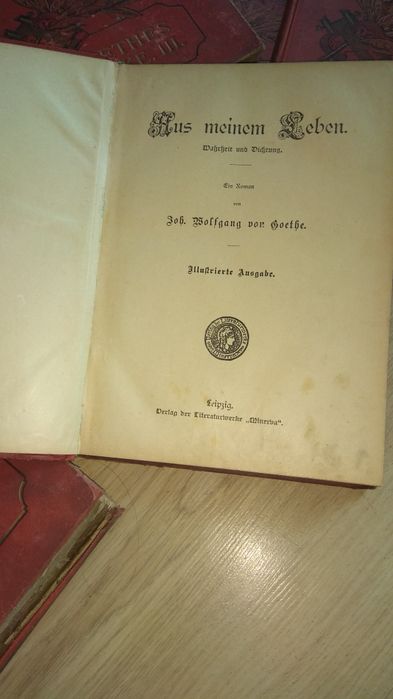 Aus meinem Leben.
Wahrheit und Dichtung.
Ein Roman
von
Joh. Wolfgang von Goethe.
Illustrierte Ausgabe.
Leipzig.
Verlag der Literaturwerke „Minerva“.